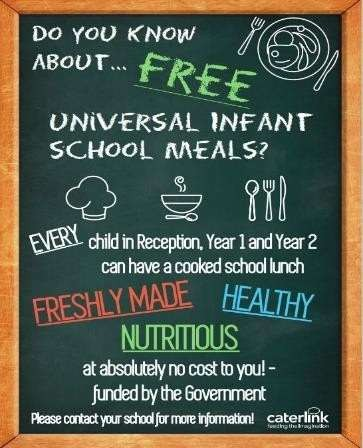 DO YOU KNOW
ABOUT... FREE
UNIVERSAL INFANT
SCHOOL MEALS?
EVERY child in Reception, Year 1 and Year 2
can have a cooked school lunch
FRESHLY MADE HEALTHY
NUTRITIOUS
at absolutely no cost to you! -
funded by the Government
Please contact your school for more information!
caterlink
feeding the imagination